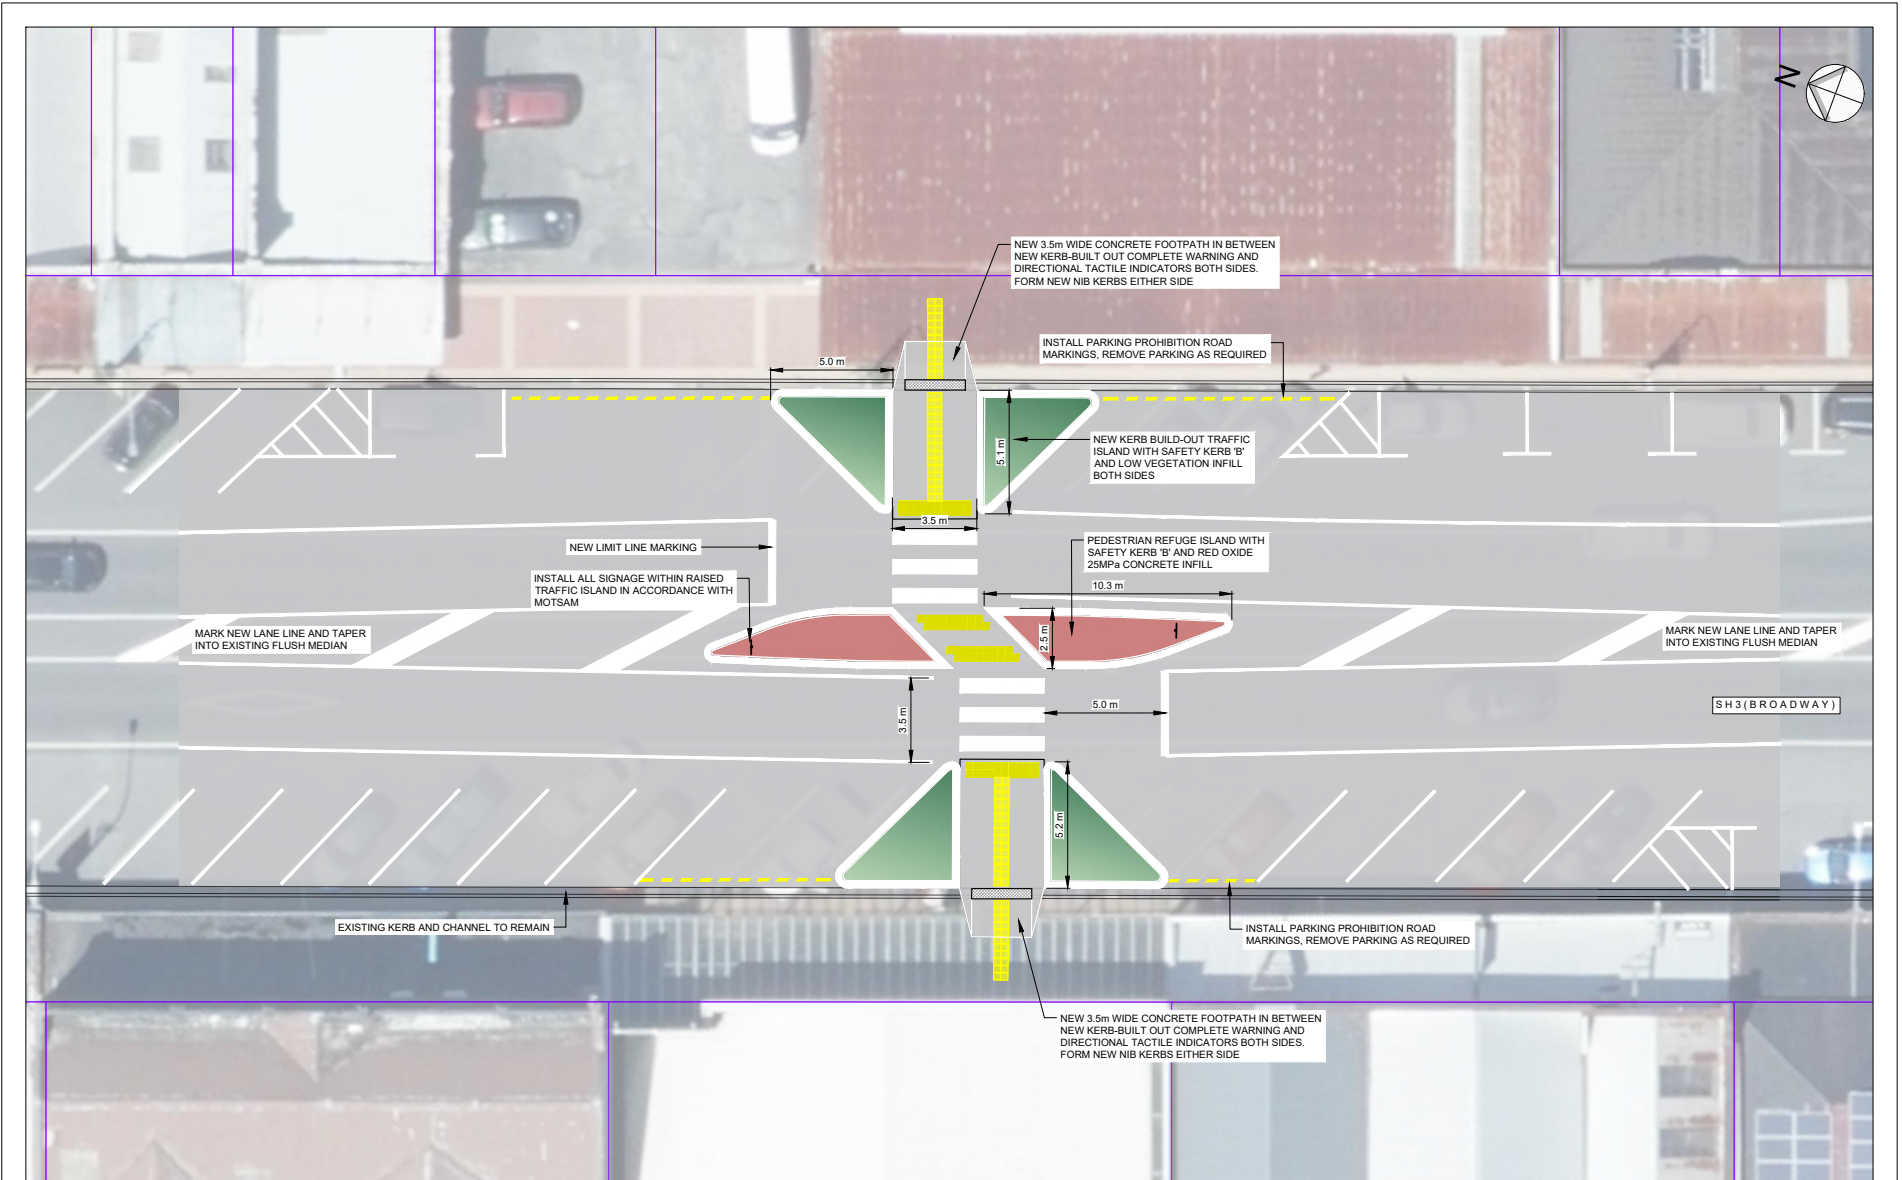 N
NEW 3.5m WIDE CONCRETE FOOTPATH IN BETWEEN
NEW KERB-BUILT OUT COMPLETE WARNING AND
DIRECTIONAL TACTILE INDICATORS BOTH SIDES.
FORM NEW NIB KERBS EITHER SIDE
INSTALL PARKING PROHIBITION ROAD
MARKINGS, REMOVE PARKING AS REQUIRED
5.0 m
NEW KERB BUILD-OUT TRAFFIC
ISLAND WITH SAFETY KERB 'B'
AND LOW VEGETATION INFILL
BOTH SIDES
5.1 m
3.5 m
NEW LIMIT LINE MARKING
PEDESTRIAN REFUGE ISLAND WITH
SAFETY KERB 'B' AND RED OXIDE
25MPa CONCRETE INFILL
INSTALL ALL SIGNAGE WITHIN RAISED
TRAFFIC ISLAND IN ACCORDANCE WITH
MOTSAM
10.3 m
2.5 m
MARK NEW LANE LINE AND TAPER
INTO EXISTING FLUSH MEDIAN
MARK NEW LANE LINE AND TAPER
INTO EXISTING FLUSH MEDIAN
3.5 m
5.0 m
SH3(BROADWAY)
5.2 m
EXISTING KERB AND CHANNEL TO REMAIN
INSTALL PARKING PROHIBITION ROAD
MARKINGS, REMOVE PARKING AS REQUIRED
NEW 3.5m WIDE CONCRETE FOOTPATH IN BETWEEN
NEW KERB-BUILT OUT COMPLETE WARNING AND
DIRECTIONAL TACTILE INDICATORS BOTH SIDES.
FORM NEW NIB KERBS EITHER SIDE